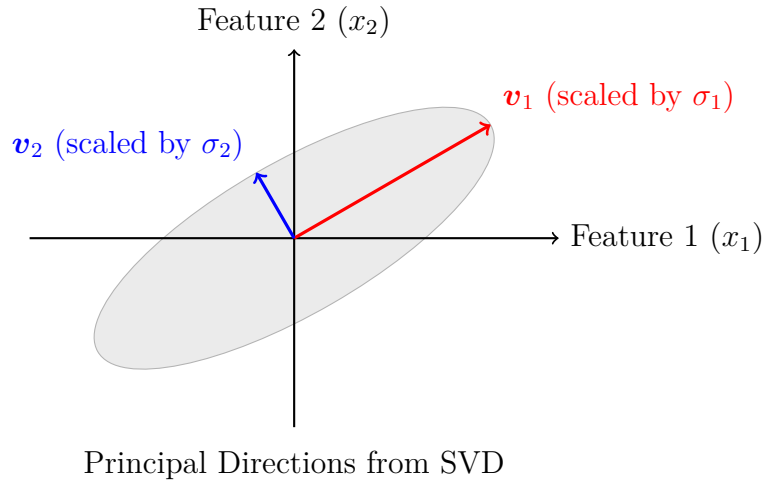 Feature 2 (x₂)
𝒗₁ (scaled by σ₁)
𝒗₂ (scaled by σ₂)
Feature 1 (x₁)
Principal Directions from SVD